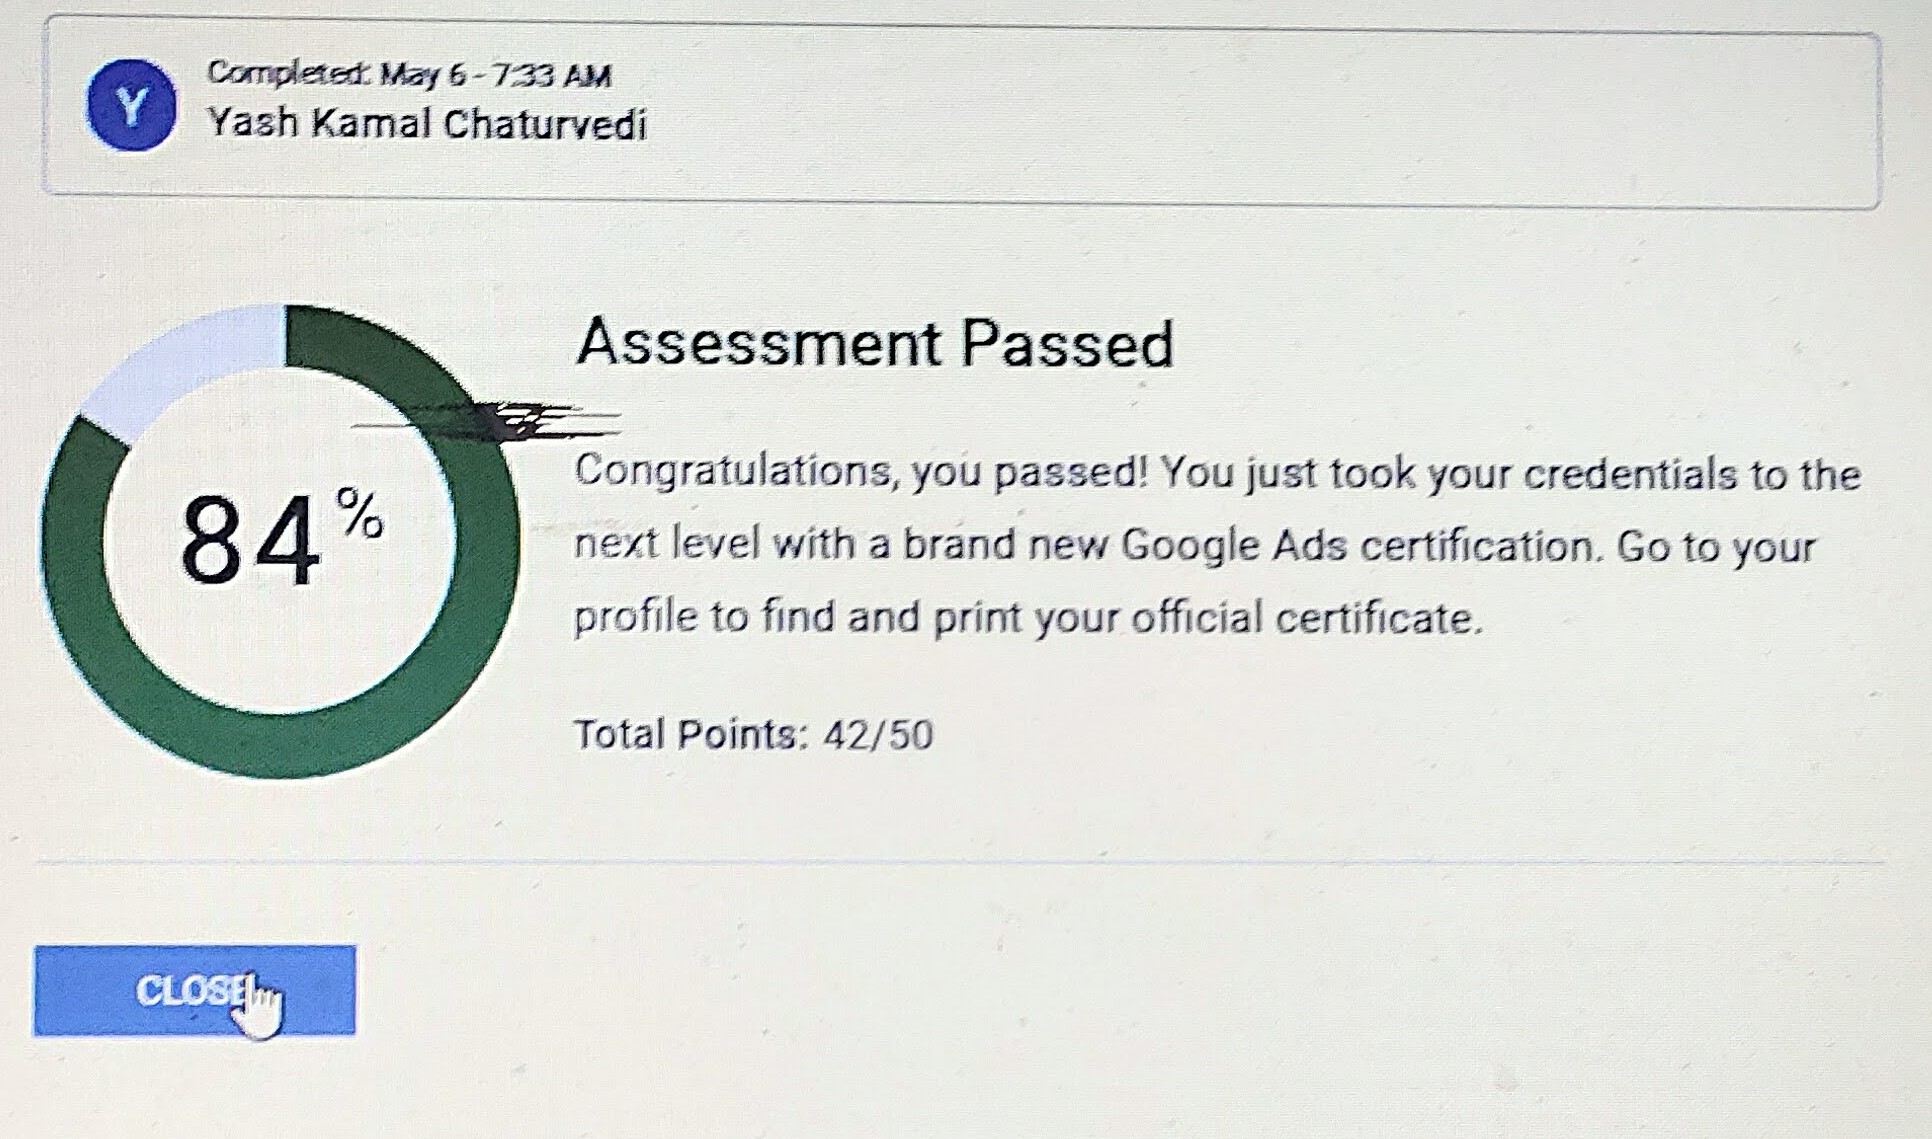 Y
Completed: May 6 - 7:33 AM
Yash Kamal Chaturvedi
84%
Assessment Passed
Congratulations, you passed! You just took your credentials to the
next level with a brand new Google Ads certification. Go to your
profile to find and print your official certificate.
Total Points: 42/50
CLOSE